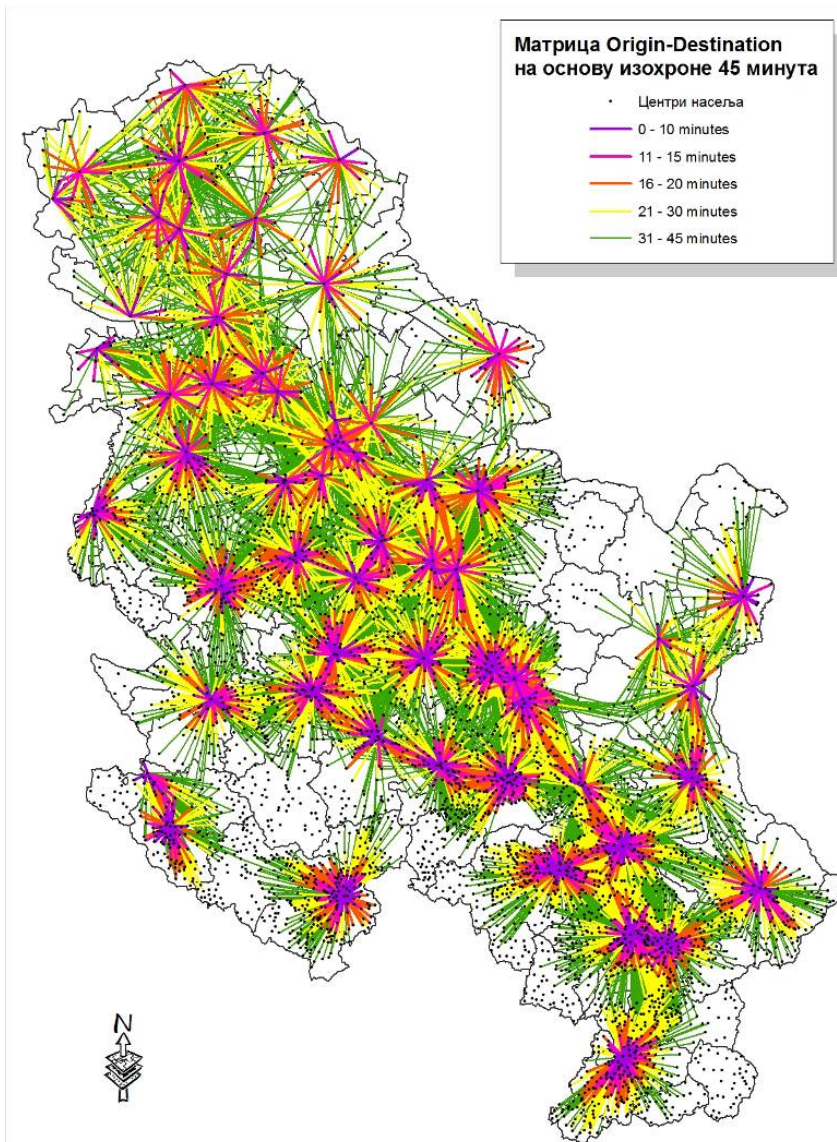 Матрица Origin-Destination
на основу изохроне 45 минута
Центри насеља
0 - 10 minutes
11 - 15 minutes
16 - 20 minutes
21 - 30 minutes
31 - 45 minutes
N